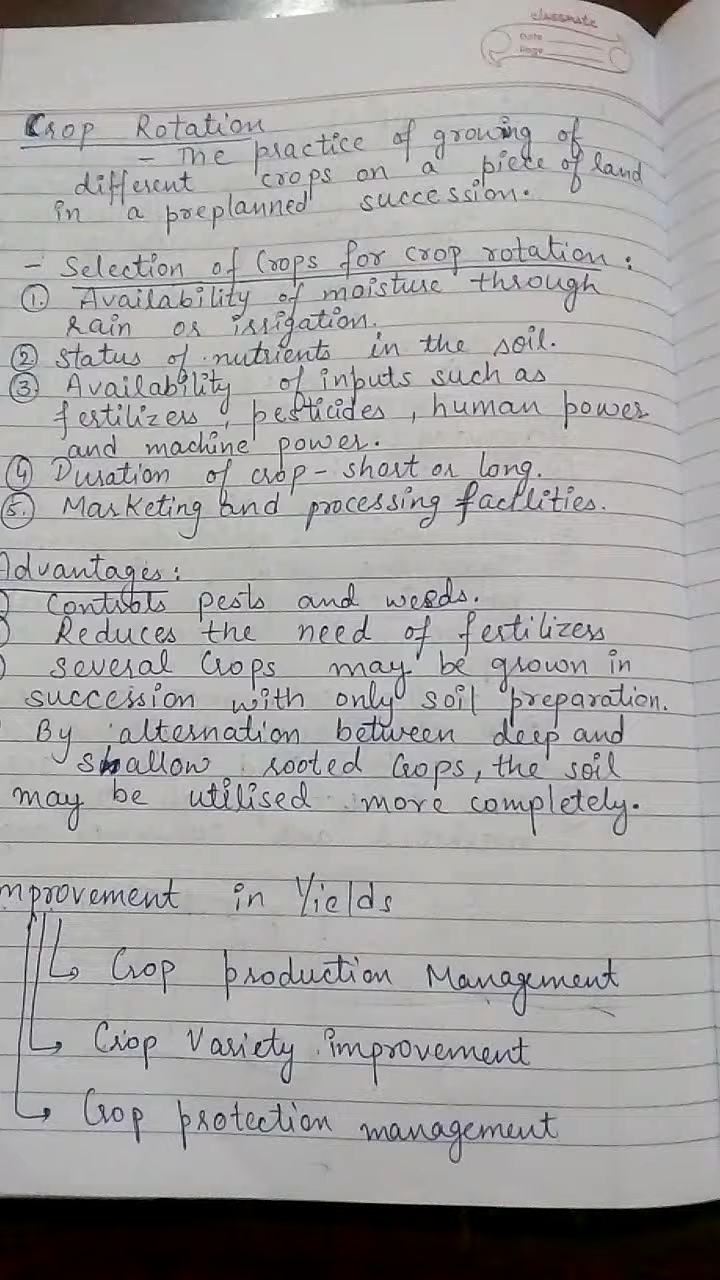 classmate
Date
Page
Crop Rotation
- The practice of growing of
different crops on a piece of land
in a preplanned succession.
- Selection of Crops for crop rotation :
① Availability of moisture through
Rain or irrigation.
② Status of nutrients in the soil.
③ Availability of inputs such as
fertilizers, pesticides, human power
and machine power.
④ Duration of crop - short or long.
⑤. Marketing and processing facilities.
Advantages :
Controls pests and weeds.
Reduces the need of fertilizers
Several Crops may be grown in
succession with only soil preparation.
By alternation between deep and
shallow rooted Crops, the soil
may be utilised more completely.
mprovement in Yields
↳ Crop production Management
↳ Crop Variety improvement
↳ Crop protection management